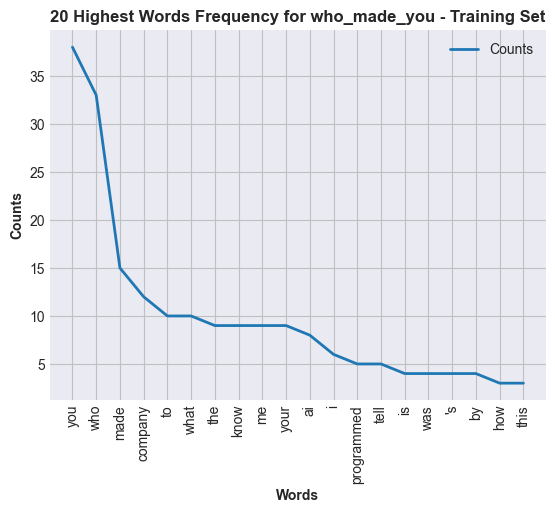 20 Highest Words Frequency for who_made_you - Training Set
Counts
Counts
35
30
25
20
15
10
5
you
who
made
company
to
what
the
know
me
your
ai
i
programmed
tell
is
was
's
by
how
this
Words